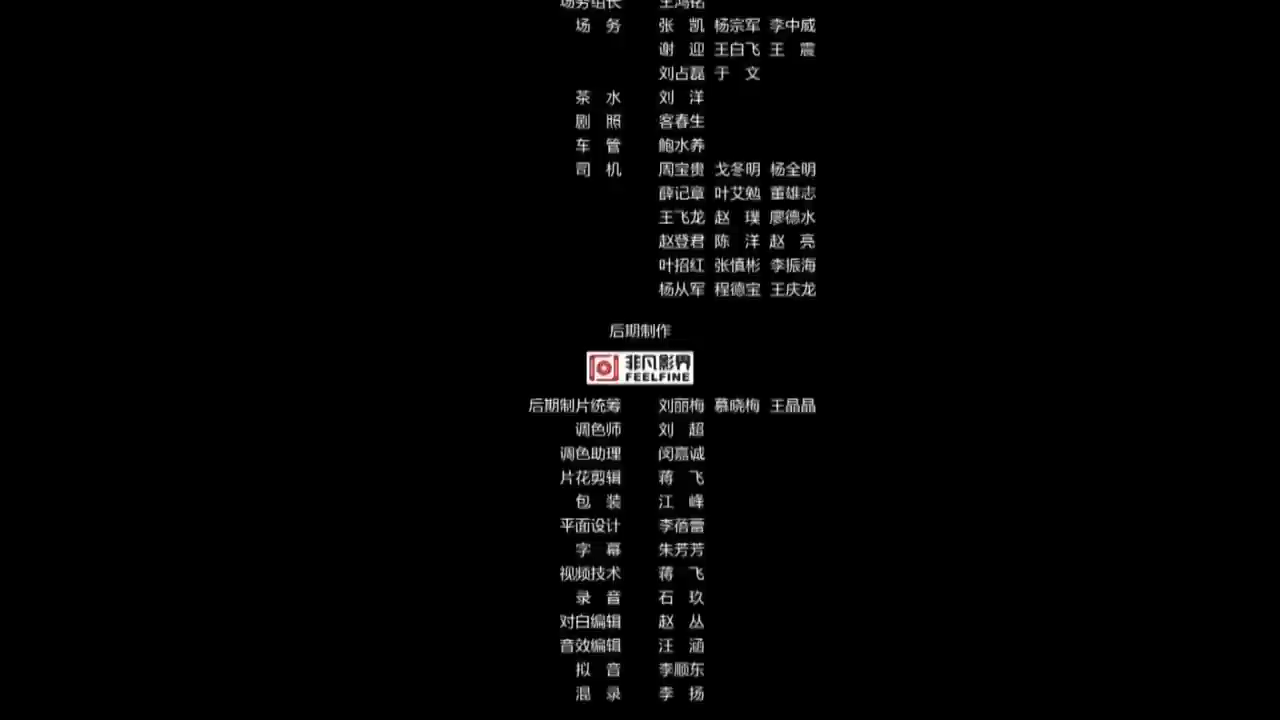 场务组长 王鸿铭
场 务 张 凯 杨宗军 李中威
谢 迎 王白飞 王 震
刘占磊 于 文
茶 水 刘 洋
剧 照 客春生
车 管 鲍水养
司 机 周宝贵 戈冬明 杨全明
薛记章 叶艾勉 董雄志
王飞龙 赵 璞 廖德水
赵登君 陈 洋 赵 亮
叶招红 张慎彬 李振海
杨从军 程德宝 王庆龙
后期制作
非凡影界
FEELFINE
后期制片统筹 刘丽梅 慕晓梅 王晶晶
调色师 刘 超
调色助理 闵嘉诚
片花剪辑 蒋 飞
包 装 江 峰
平面设计 李蓓蕾
字 幕 朱芳芳
视频技术 蒋 飞
录 音 石 玖
对白编辑 赵 丛
音效编辑 汪 涵
拟 音 李顺东
混 录 李 扬